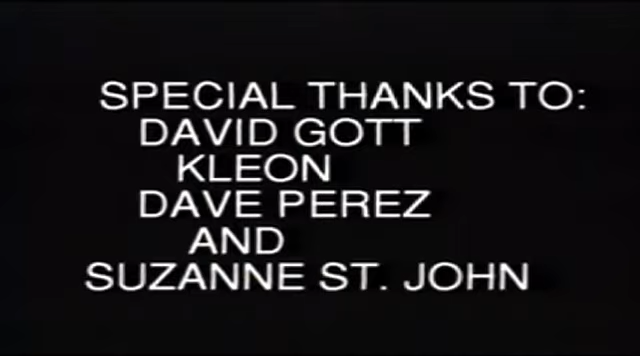 SPECIAL THANKS TO:
DAVID GOTT
KLEON
DAVE PEREZ
AND
SUZANNE ST. JOHN